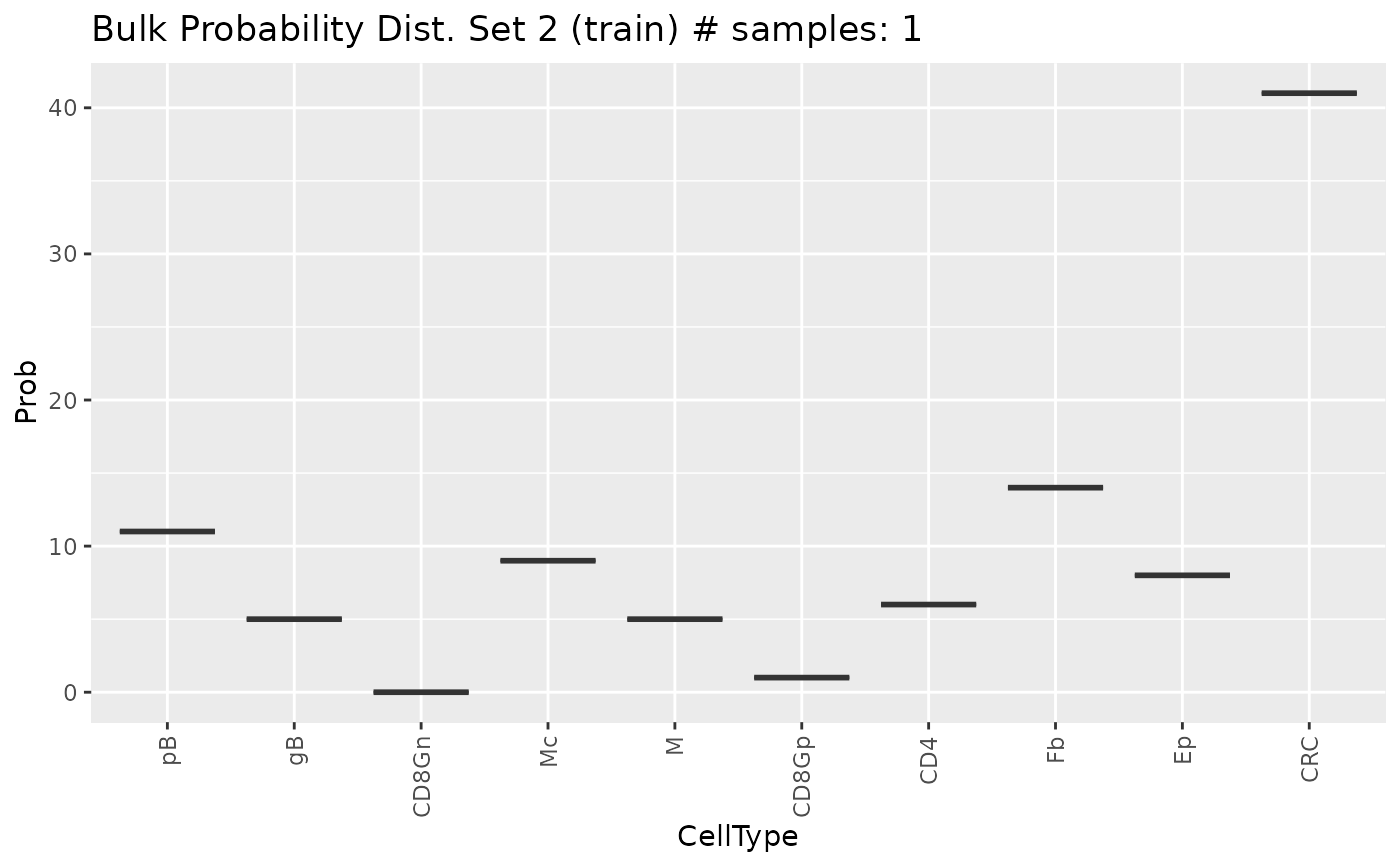 Bulk Probability Dist. Set 2 (train) # samples: 1
Prob
40
30
20
10
0
pB
gB
CD8Gn
Mc
M
CD8Gp
CD4
Fb
Ep
CRC
CellType